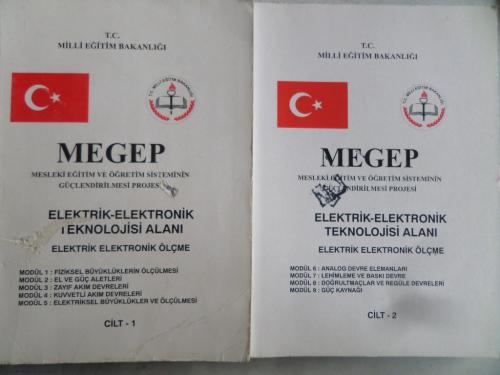 T.C.
MİLLİ EĞİTİM BAKANLIĞI
MEGEP
MESLEKİ EĞİTİM VE ÖĞRETİM SİSTEMİNİN
GÜÇLENDİRİLMESİ PROJESİ
ELEKTRİK-ELEKTRONİK
TEKNOLOJİSİ ALANI
ELEKTRİK ELEKTRONİK ÖLÇME
MODÜL 1 : FİZİKSEL BÜYÜKLÜKLERİN ÖLÇÜLMESİ
MODÜL 2 : EL VE GÜÇ ALETLERİ
MODÜL 3 : ZAYIF AKIM DEVRELERİ
MODÜL 4 : KUVVETLİ AKIM DEVRELERİ
MODÜL 5 : ELEKTRİKSEL BÜYÜKLÜKLER VE ÖLÇÜLMESİ
CİLT - 1
T.C.
MİLLİ EĞİTİM BAKANLIĞI
MEGEP
MESLEKİ EĞİTİM VE ÖĞRETİM SİSTEMİNİN
GÜÇLENDİRİLMESİ PROJESİ
ELEKTRİK-ELEKTRONİK
TEKNOLOJİSİ ALANI
ELEKTRİK ELEKTRONİK ÖLÇME
MODÜL 6 : ANALOG DEVRE ELEMANLARI
MODÜL 7 : LEHİMLEME VE BASKI DEVRE
MODÜL 8 : DOĞRULTMAÇLAR VE REGÜLE DEVRELERİ
MODÜL 9 : GÜÇ KAYNAĞI
CİLT - 2